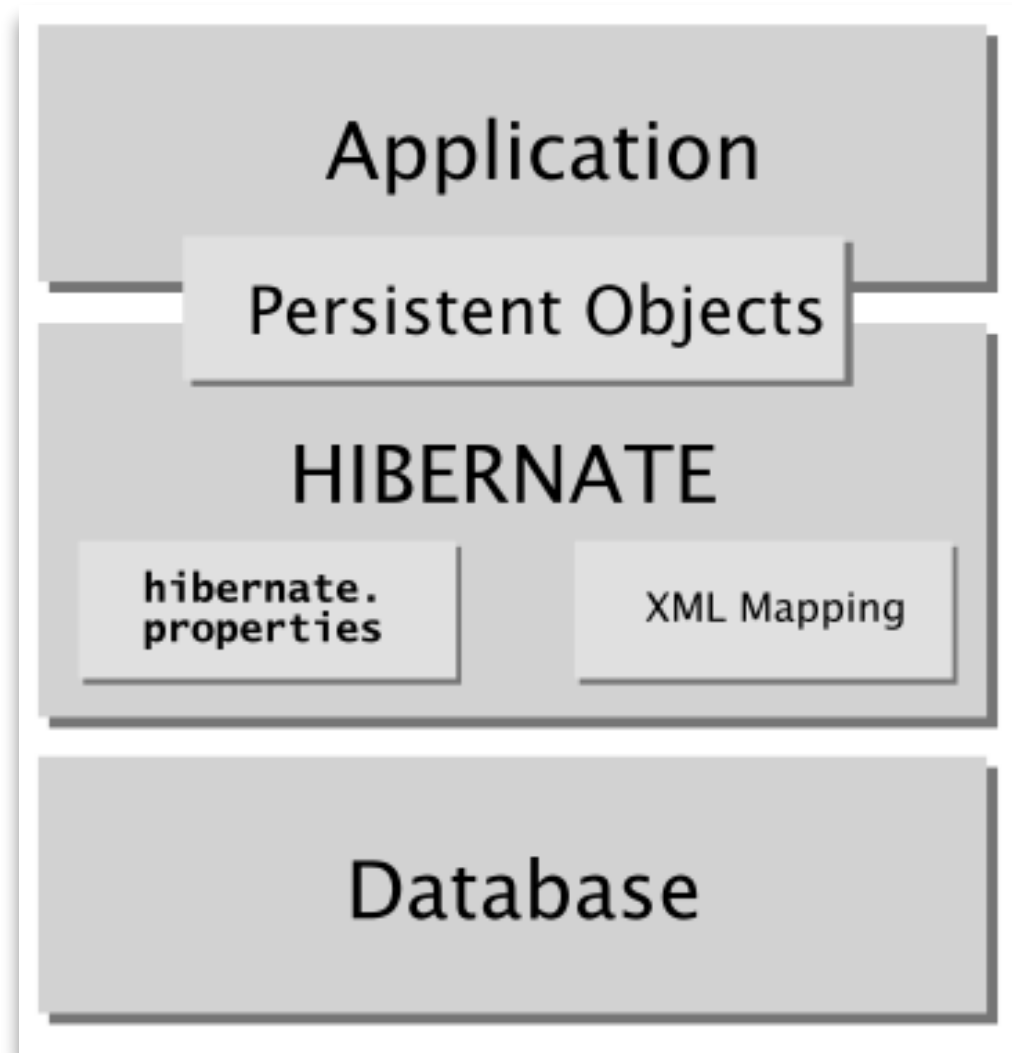 Application
Persistent Objects
HIBERNATE
hibernate.
properties
XML Mapping
Database